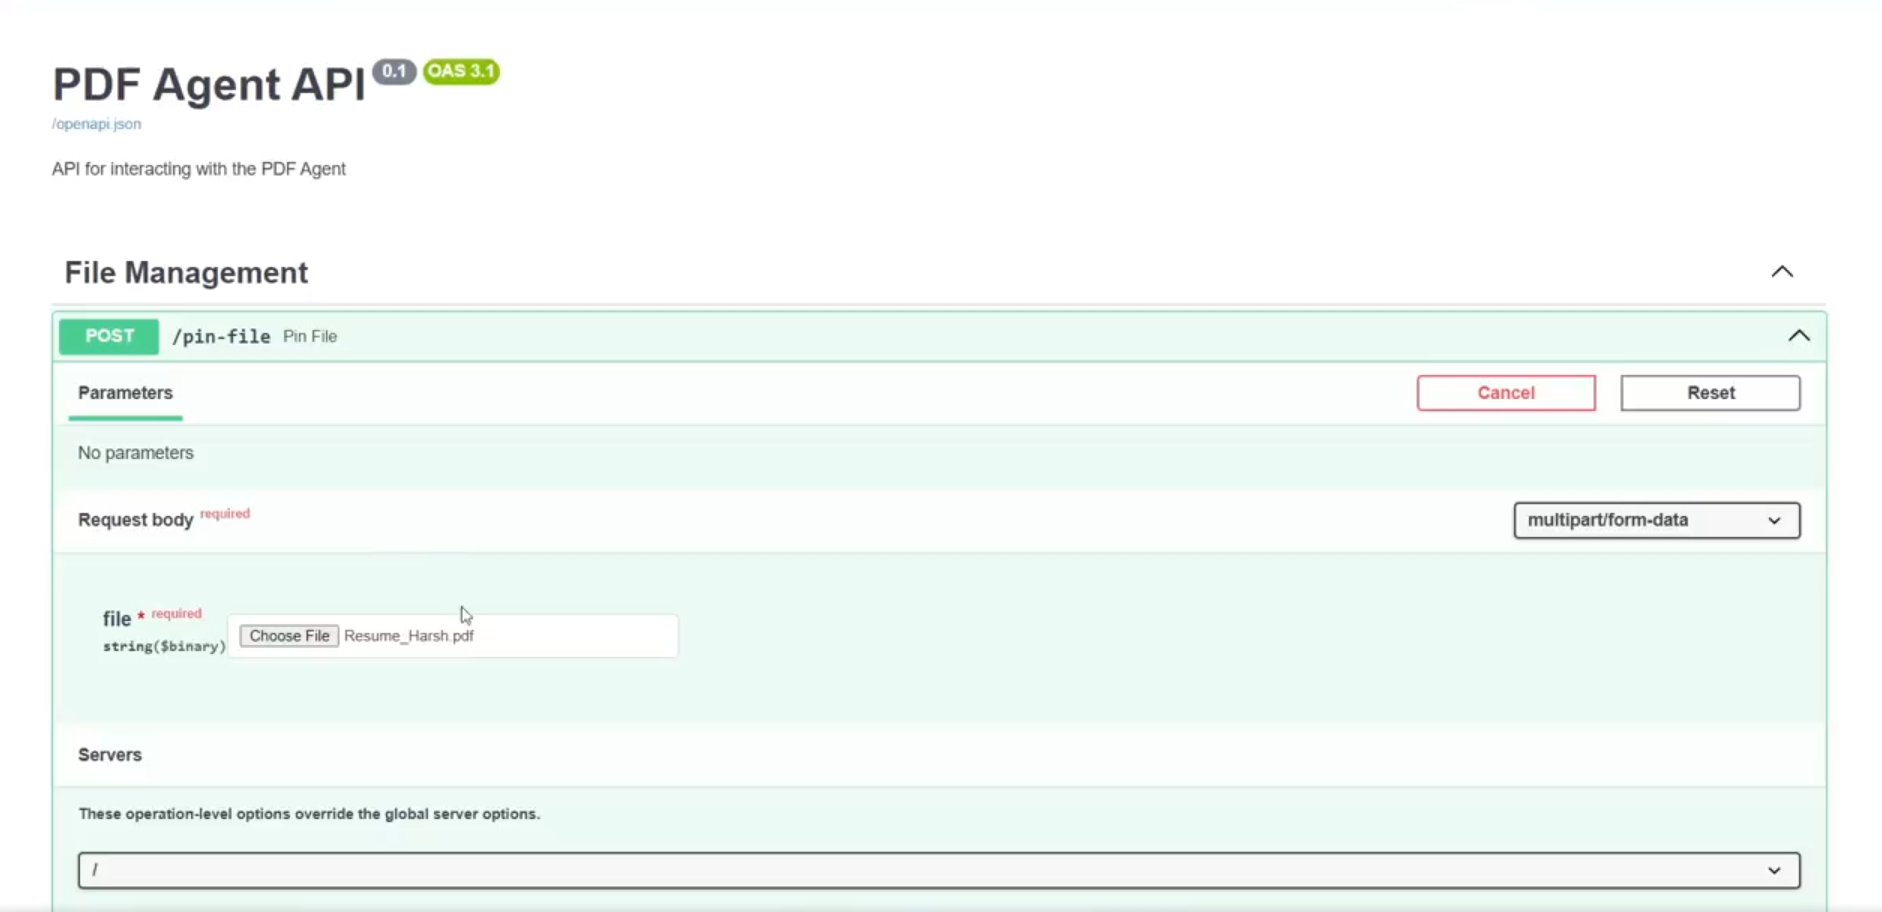 PDF Agent API 0.1 OAS 3.1
/openapi.json
API for interacting with the PDF Agent
File Management
POST /pin-file Pin File
Parameters
Cancel
Reset
No parameters
Request body required
multipart/form-data
file * required
string($binary)
Choose File Resume_Harsh.pdf
Servers
These operation-level options override the global server options.
/